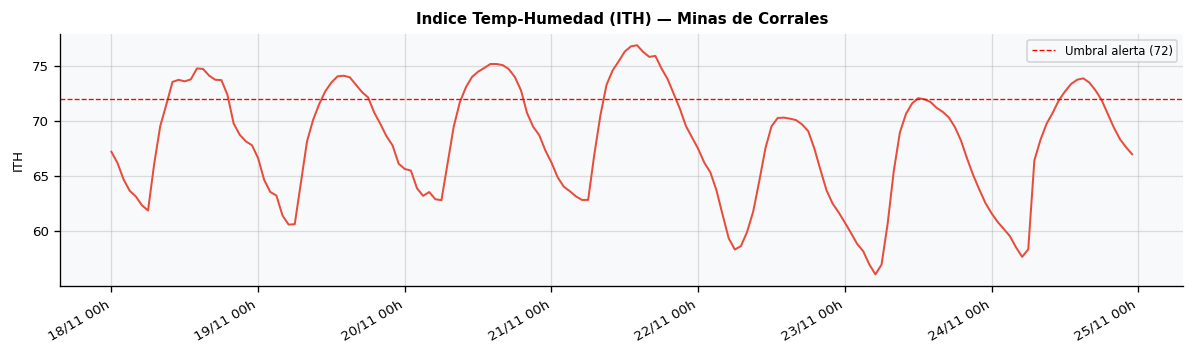 Indice Temp-Humedad (ITH) — Minas de Corrales
Umbral alerta (72)
ITH
75
70
65
60
18/11 00h
19/11 00h
20/11 00h
21/11 00h
22/11 00h
23/11 00h
24/11 00h
25/11 00h